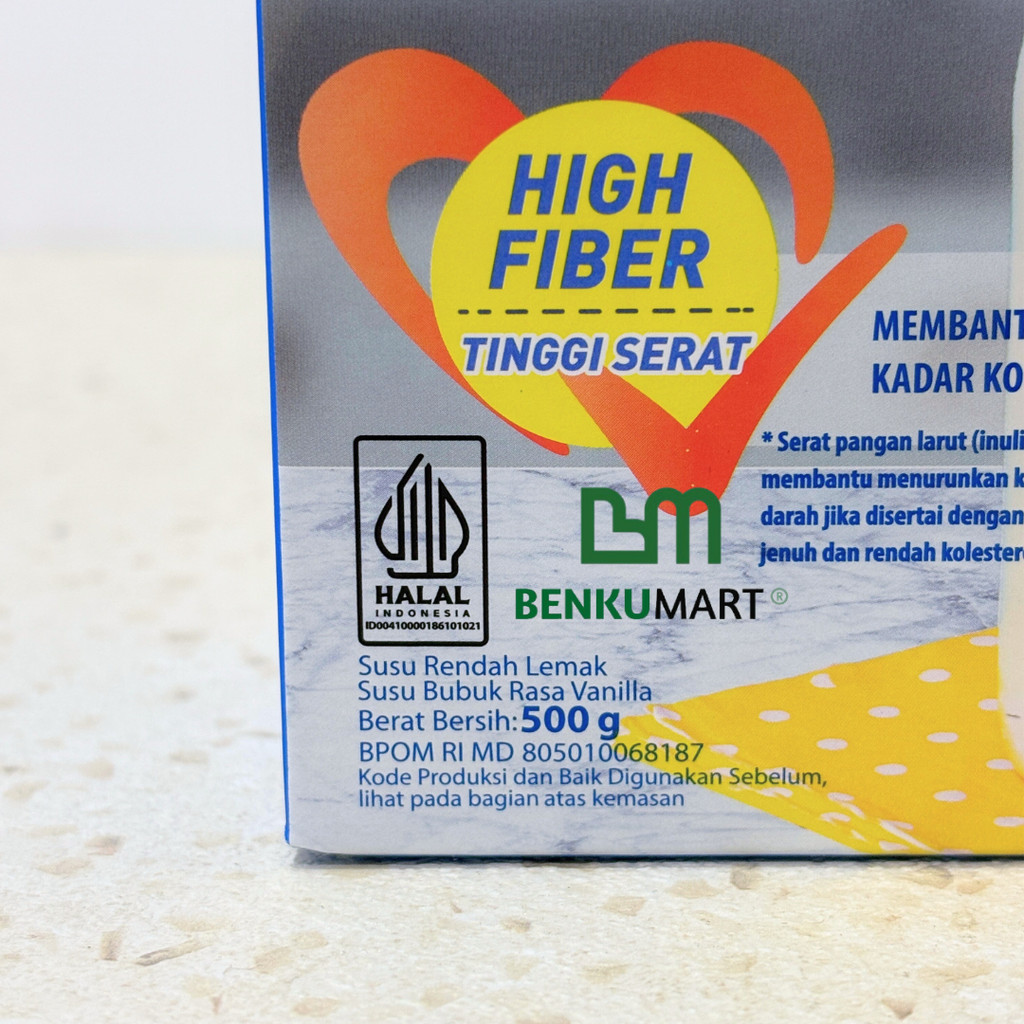 HIGH
FIBER
TINGGI SERAT
MEMBANT
KADAR KO
* Serat pangan larut (inuli
membantu menurunkan k
darah jika disertai dengan
jenuh dan rendah kolester
BM
BENKUMART®
HALAL
INDONESIA
ID00410000186101021
Susu Rendah Lemak
Susu Bubuk Rasa Vanilla
Berat Bersih: 500 g
BPOM RI MD 805010068187
Kode Produksi dan Baik Digunakan Sebelum,
lihat pada bagian atas kemasan